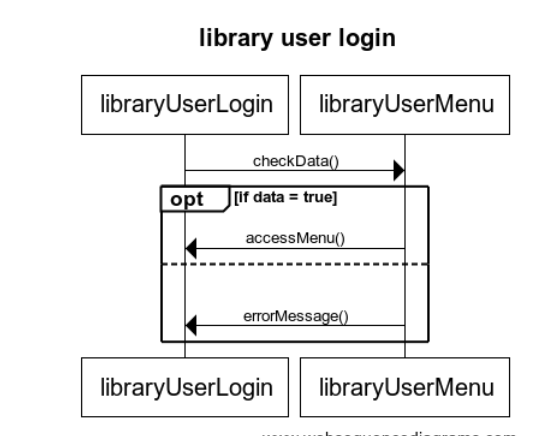 library user login
libraryUserLogin
libraryUserMenu
checkData()
opt [if data = true]
accessMenu()
errorMessage()
libraryUserLogin
libraryUserMenu